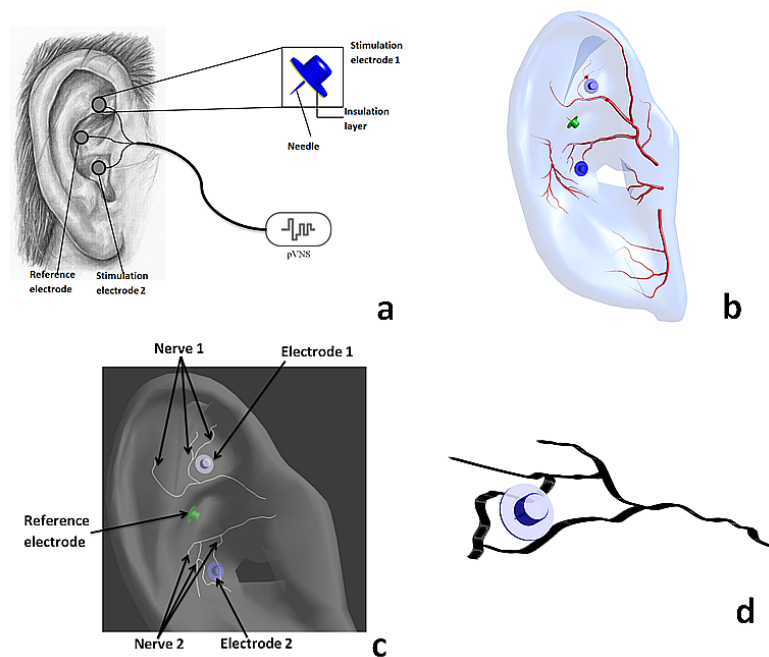 Stimulation
electrode 1
Insulation
layer
Needle
pVNS
Reference
electrode
Stimulation
electrode 2
a
b
Nerve 1
Electrode 1
Reference
electrode
Nerve 2
Electrode 2
c
d